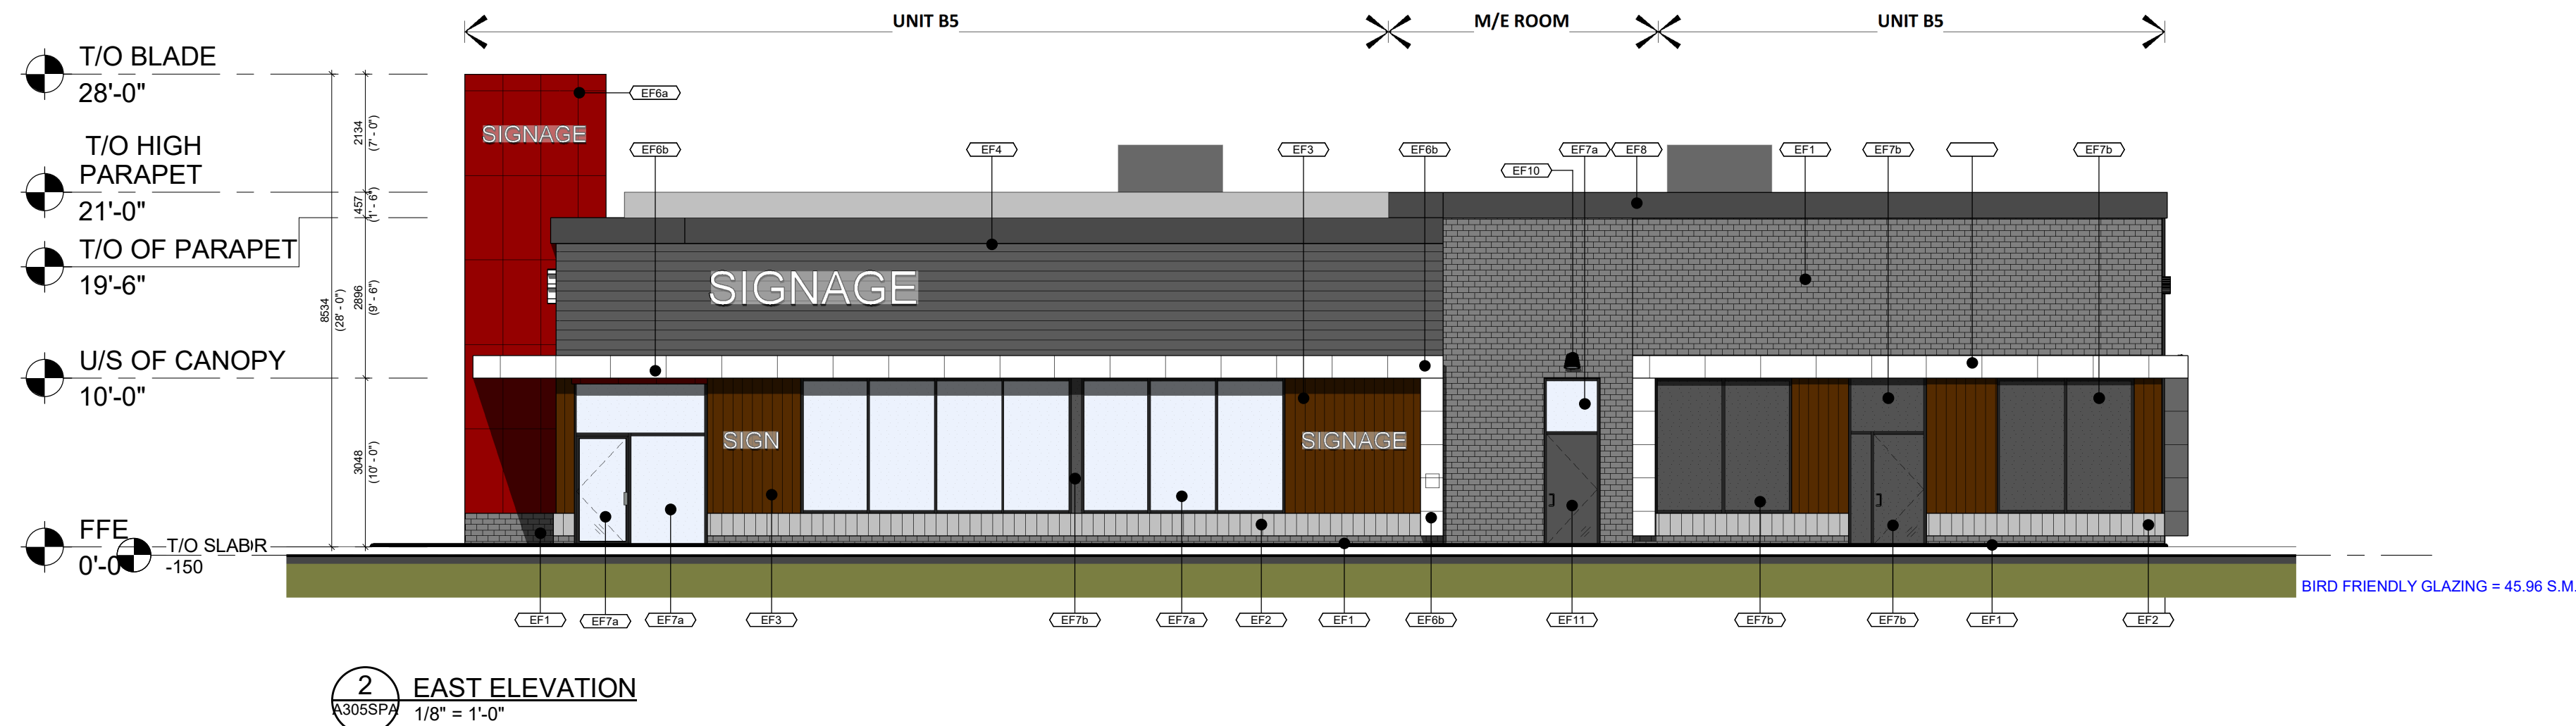 UNIT B5
M/E ROOM
UNIT B5
T/O BLADE
28'-0"
T/O HIGH
PARAPET
21'-0"
T/O OF PARAPET
19'-6"
U/S OF CANOPY
10'-0"
FFE
0'-0
T/O SLAB
-150
8534
(28' - 0")
2134
(7' - 0")
457
(1' - 6")
2896
(9' - 6")
3048
(10' - 0")
EF6a
SIGNAGE
EF6b
EF4
EF3
EF6b
EF10
EF7a
EF8
EF1
EF7b
EF7b
SIGNAGE
SIGN
SIGNAGE
BIRD FRIENDLY GLAZING = 45.96 S.M.
EF1
EF7a
EF7a
EF3
EF7b
EF7a
EF2
EF1
EF6b
EF11
EF7b
EF7b
EF1
EF2
2
A305SPA
EAST ELEVATION
1/8" = 1'-0"